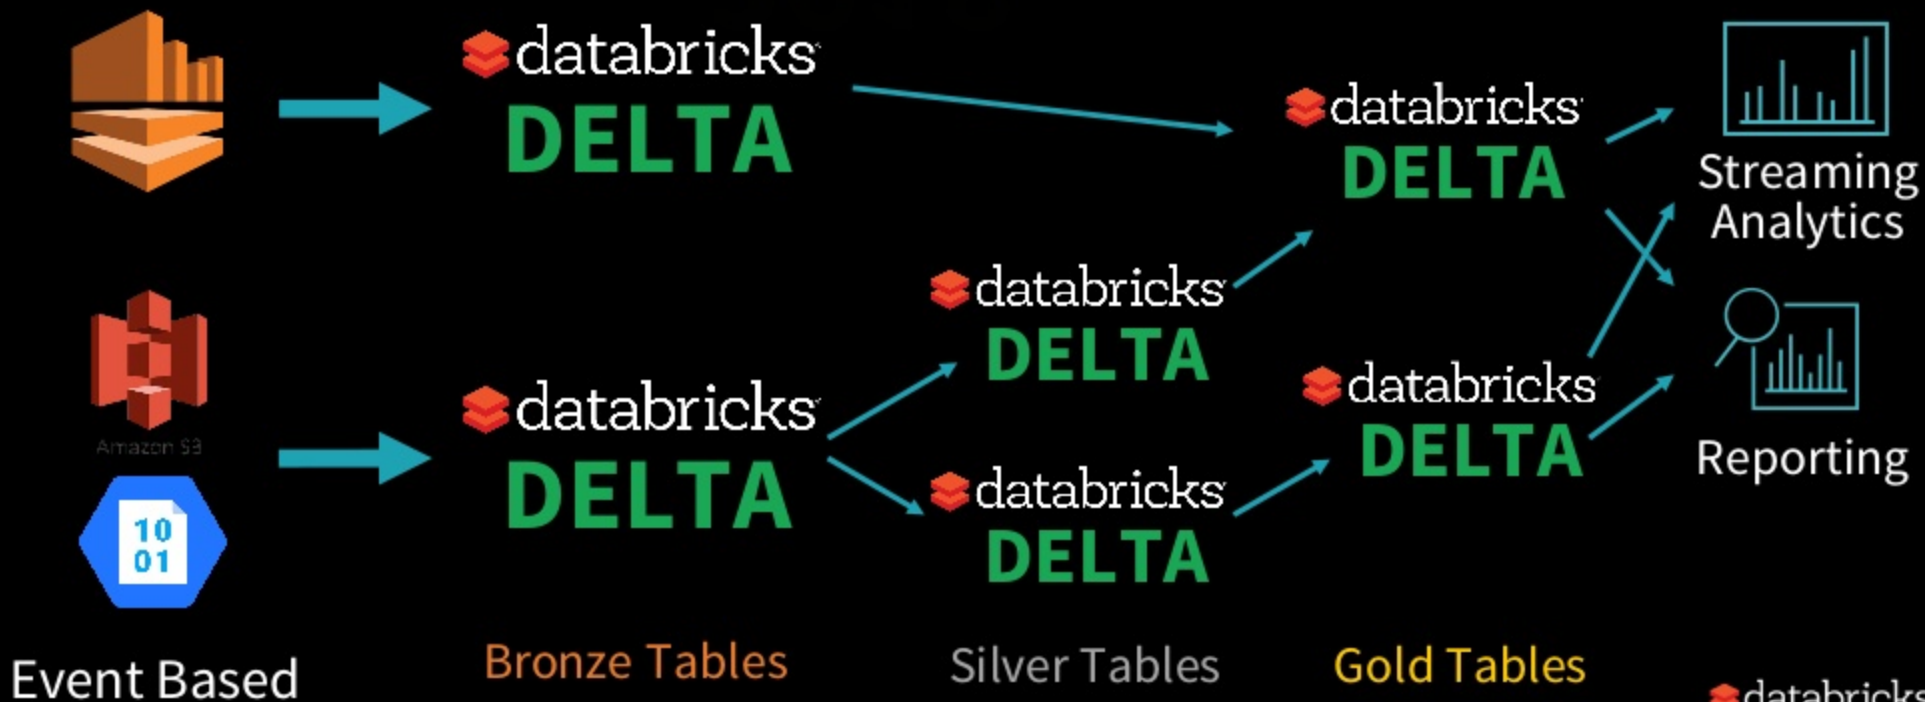 databricks
DELTA
databricks
DELTA
Streaming
Analytics
databricks
DELTA
Amazon S3
databricks
DELTA
databricks
DELTA
databricks
DELTA
Reporting
10
01
Event Based
Bronze Tables
Silver Tables
Gold Tables
databricks